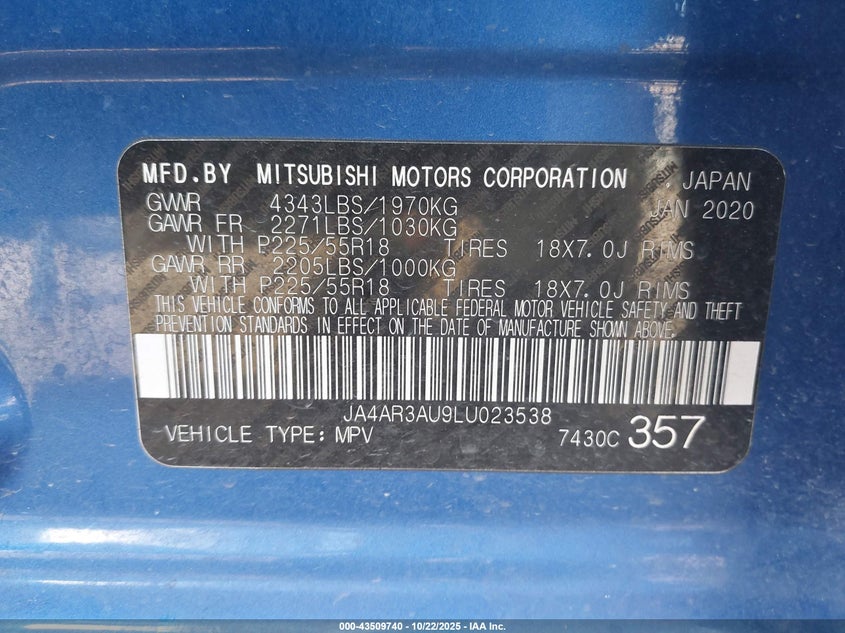 MFD.BY MITSUBISHI MOTORS CORPORATION JAPAN
GWWR 4343LBS/1970KG JAN 2020
GAWR FR 2271LBS/1030KG
WITH P225/55R18 TIRES 18X7.0J RIMS
GAWR RR 2205LBS/1000KG
WITH P225/55R18 TIRES 18X7.0J RIMS
THIS VEHICLE CONFORMS TO ALL APPLICABLE FEDERAL MOTOR VEHICLE SAFETY AND THEFT
PREVENTION STANDARDS IN EFFECT ON THE DATE OF MANUFACTURE SHOWN ABOVE.
JA4AR3AU9LU023538
VEHICLE TYPE: MPV 7430C 357
000-43509740 - 10/22/2025 - IAA Inc.